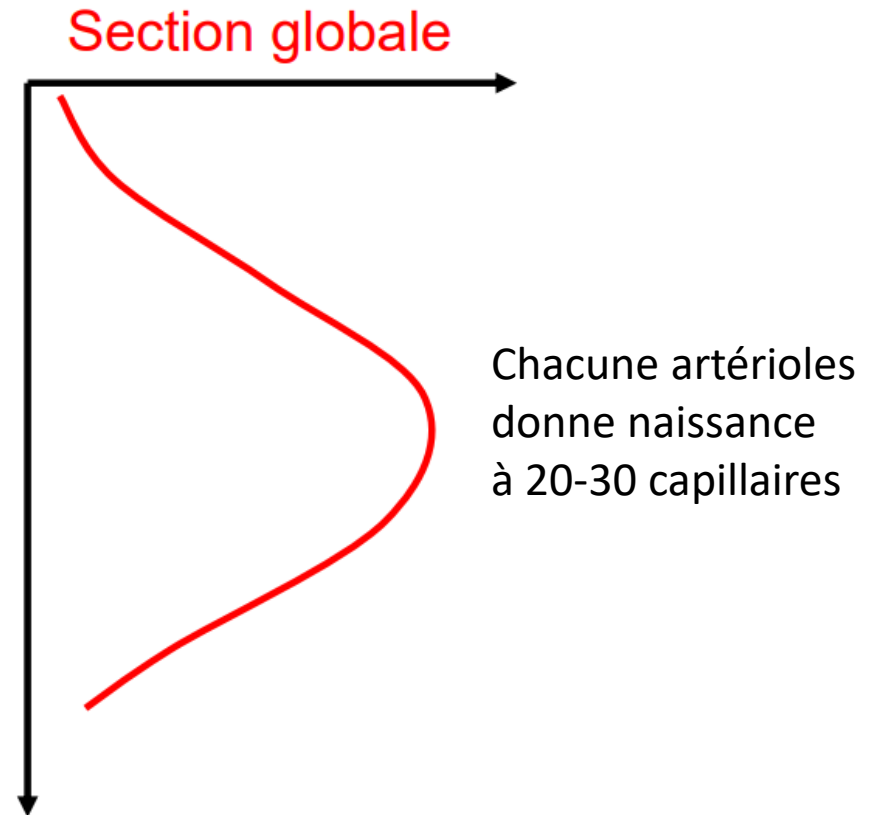 Section globale
Chacune artérioles
donne naissance
à 20-30 capillaires